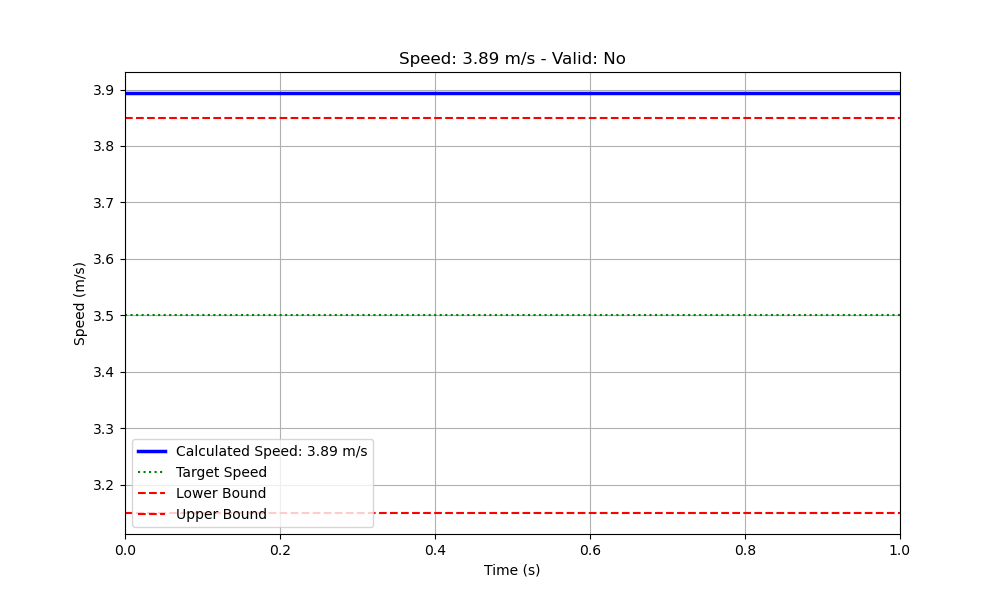 Speed: 3.89 m/s - Valid: No
3.9
3.8
3.7
3.6
3.5
3.4
3.3
3.2
Speed (m/s)
Calculated Speed: 3.89 m/s
Target Speed
Lower Bound
Upper Bound
0.0 0.2 0.4 0.6 0.8 1.0
Time (s)